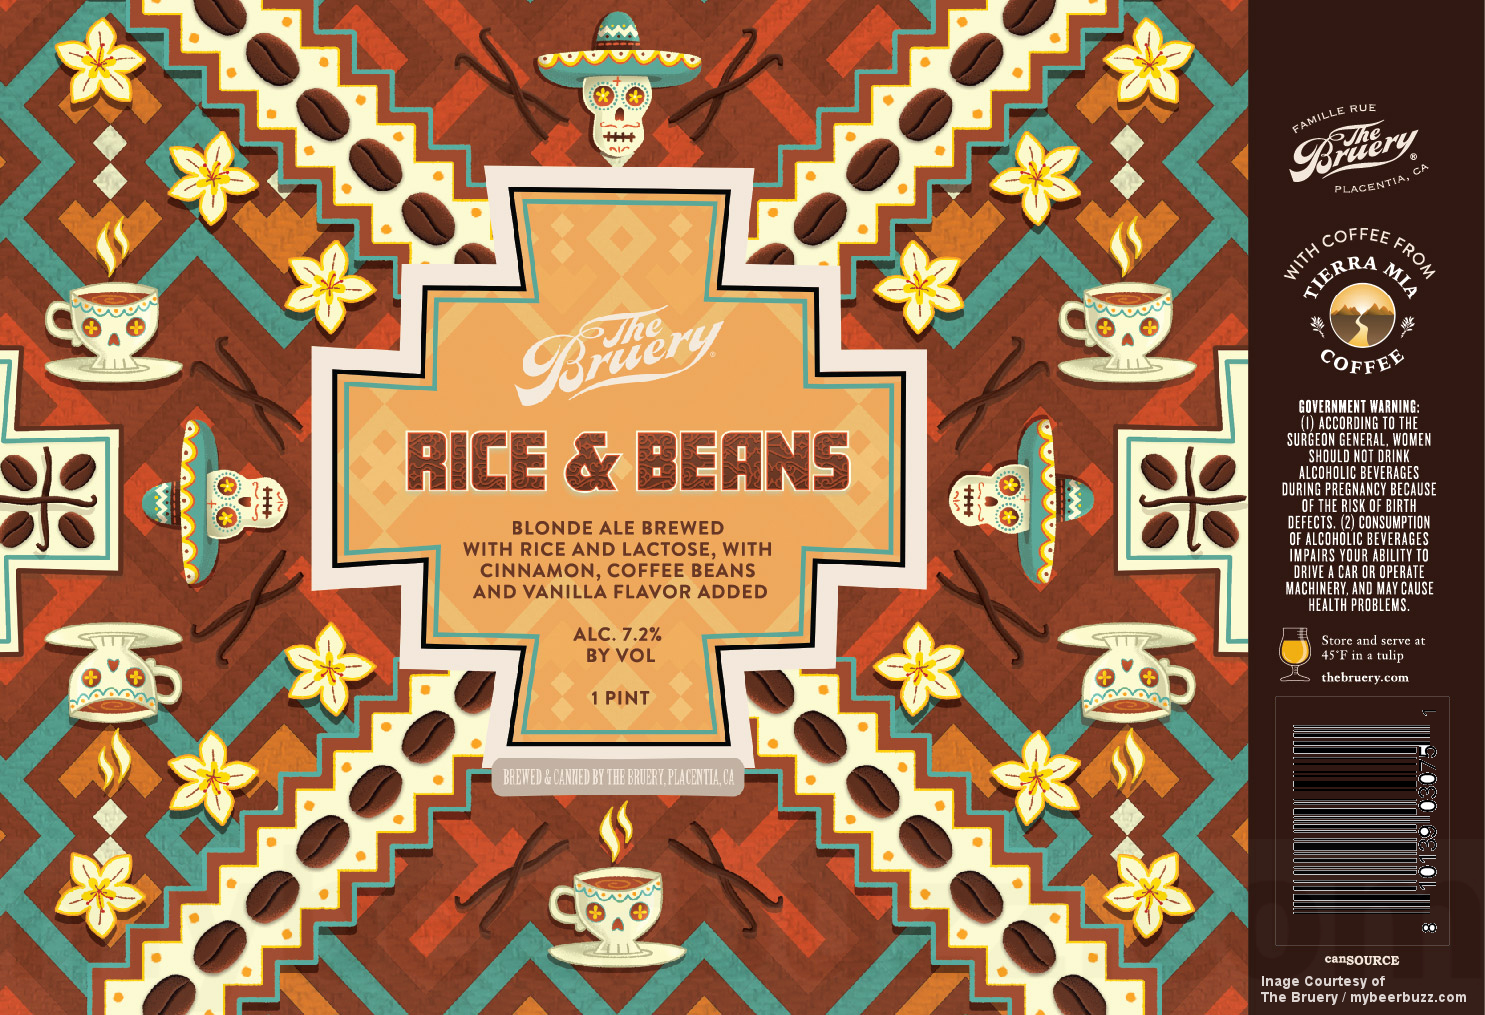 The
Bruery®
RICE & BEANS
BLONDE ALE BREWED
WITH RICE AND LACTOSE, WITH
CINNAMON, COFFEE BEANS
AND VANILLA FLAVOR ADDED
ALC. 7.2%
BY VOL
1 PINT
BREWED & CANNED BY THE BRUERY, PLACENTIA, CA
FAMILLE RUE
The
Bruery®
PLACENTIA, CA
WITH COFFEE FROM
TIERRA MIA
COFFEE
GOVERNMENT WARNING:
(1) ACCORDING TO THE
SURGEON GENERAL, WOMEN
SHOULD NOT DRINK
ALCOHOLIC BEVERAGES
DURING PREGNANCY BECAUSE
OF THE RISK OF BIRTH
DEFECTS. (2) CONSUMPTION
OF ALCOHOLIC BEVERAGES
IMPAIRS YOUR ABILITY TO
DRIVE A CAR OR OPERATE
MACHINERY, AND MAY CAUSE
HEALTH PROBLEMS.
Store and serve at
45°F in a tulip
thebruery.com
8 10139 03075 1
canSOURCE
Image Courtesy of
The Bruery / mybeerbuzz.com